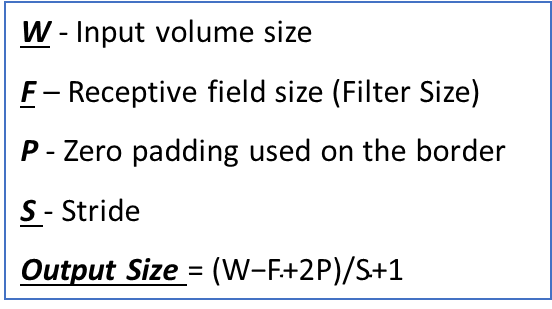 W - Input volume size
F – Receptive field size (Filter Size)
P - Zero padding used on the border
S - Stride
Output Size = (W−F+2P)/S+1